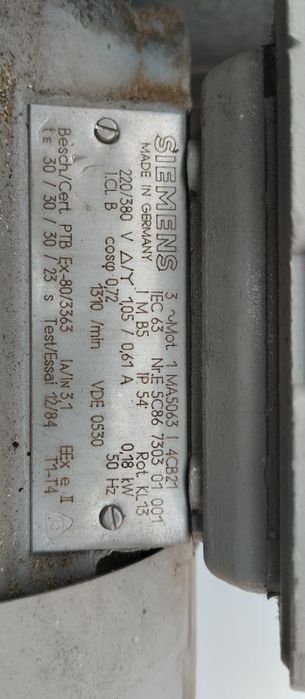 SIEMENS 3 ~Mot. 1 MA5063 | 4CB21
MADE IN GERMANY IEC 63 Nr.E 5C86 7303 01 001
I M B5 IP 54 Rot. KL 13
220/380 V Δ/Y 1,05 / 0,61 A 0,18 kW
I.CL B cosφ 0,72 1310 /min VDE 0530 50 Hz
Besch/Cert PTB Ex-80/3363 IA/IN 3,1 EEx e II
tE 30 / 30 / 30 / 23 s Test/Essai 12/84 T1-T4